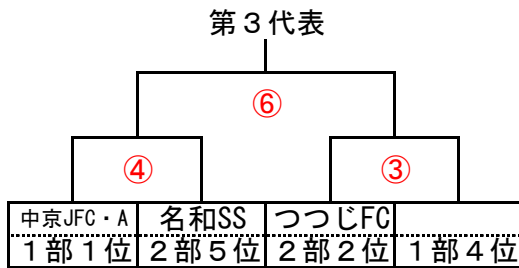 第３代表
⑥
④
③
中京JFC・A
名和SS
つつじFC
１部１位
２部５位
２部２位
１部４位